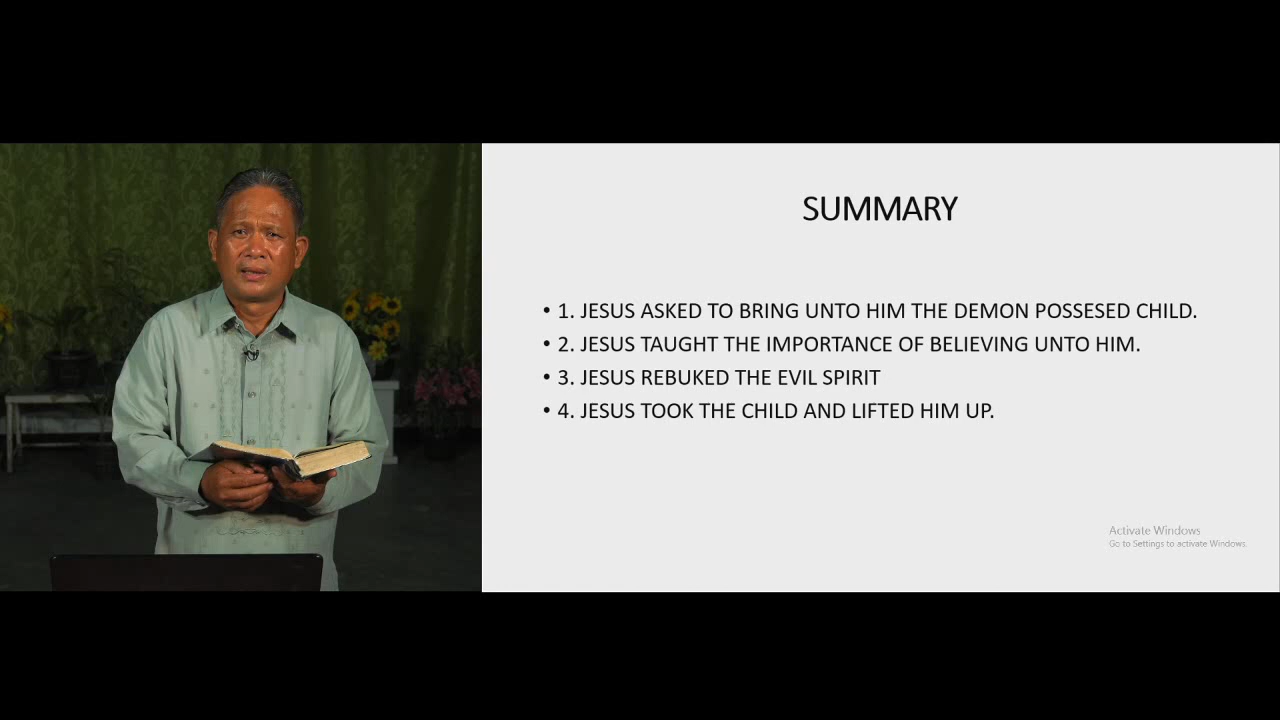 SUMMARY
• 1. JESUS ASKED TO BRING UNTO HIM THE DEMON POSSESED CHILD.
• 2. JESUS TAUGHT THE IMPORTANCE OF BELIEVING UNTO HIM.
• 3. JESUS REBUKED THE EVIL SPIRIT
• 4. JESUS TOOK THE CHILD AND LIFTED HIM UP.
Activate Windows
Go to Settings to activate Windows.